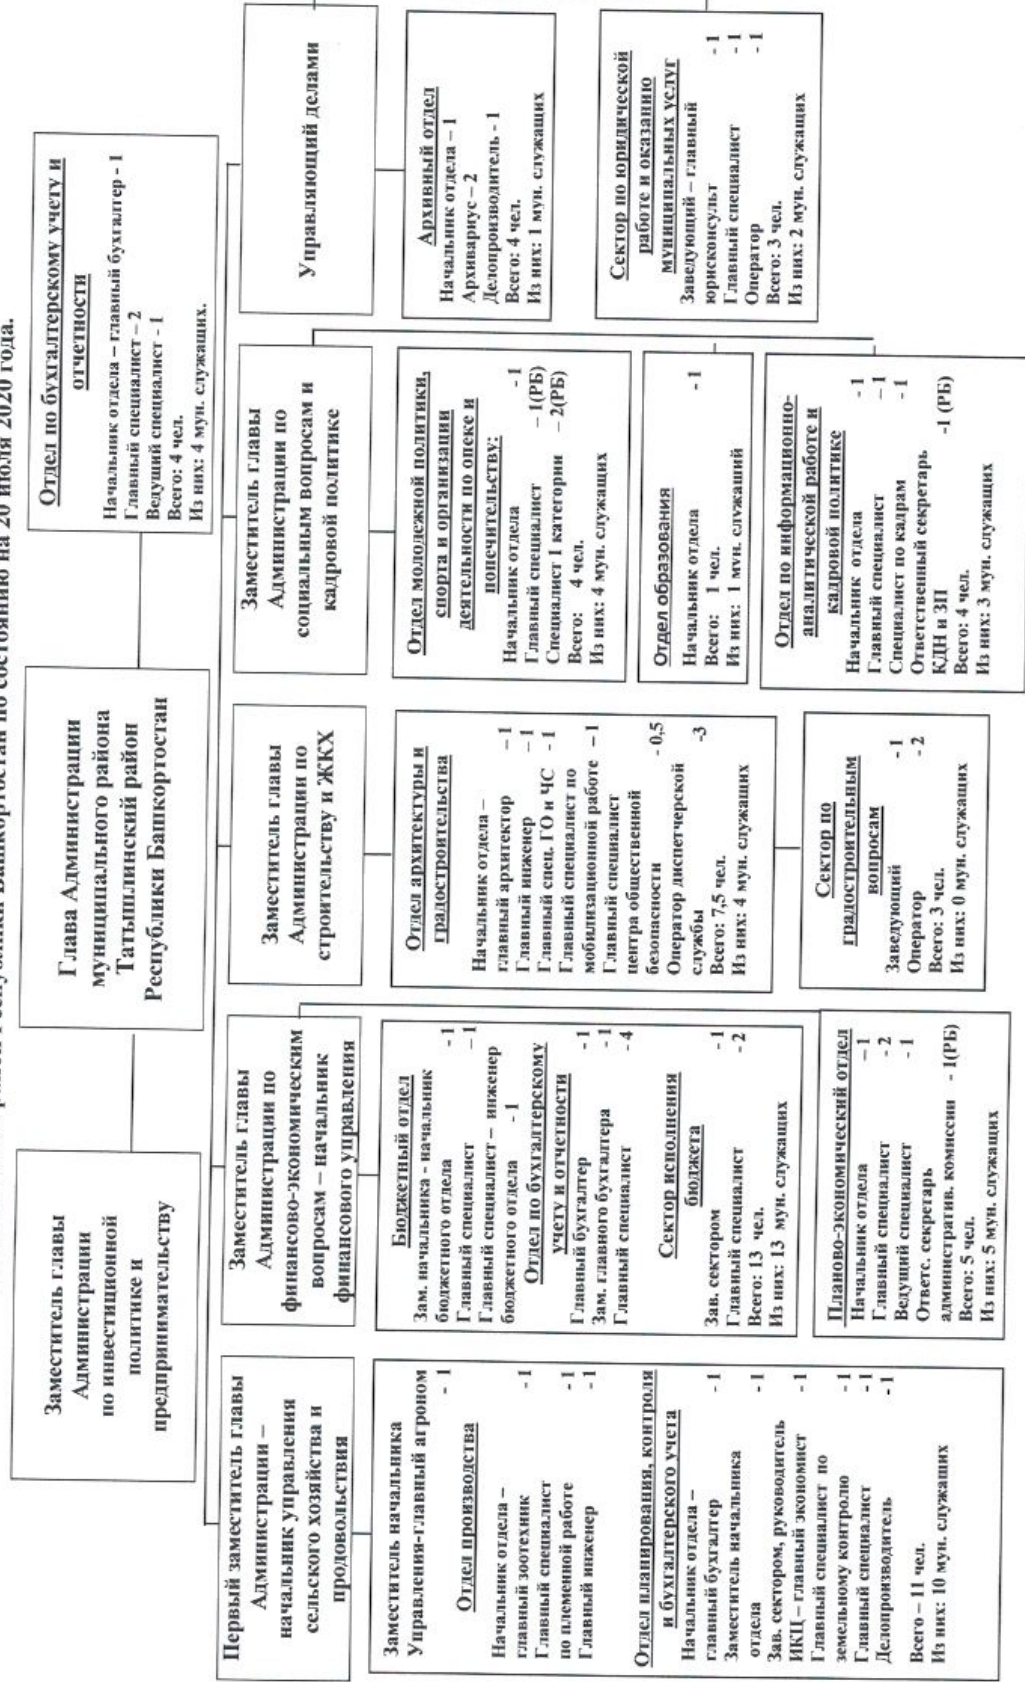 Республики Башкортостан по состоянию на 20 июля 2020 года.
Заместитель главы
Администрации
по инвестиционной
политике и
предпринимательству
Глава Администрации
муниципального района
Татышлинский район
Республики Башкортостан
Отдел по бухгалтерскому учету и
отчетности
Начальник отдела – главный бухгалтер - 1
Главный специалист – 2
Ведущий специалист - 1
Всего: 4 чел.
Из них: 4 мун. служащих.
Первый заместитель главы
Администрации –
начальник управления
сельского хозяйства и
продовольствия
Заместитель начальника
Управления-главный агроном
- 1
Отдел производства
Начальник отдела –
главный зоотехник - 1
Главный специалист
по племенной работе - 1
Главный инженер - 1
Отдел планирования, контроля
и бухгалтерского учета
Начальник отдела –
главный бухгалтер - 1
Заместитель начальника
отдела - 1
Зав. сектором, руководитель
ИКЦ – главный экономист - 1
Главный специалист по
земельному контролю - 1
Главный специалист - 1
Делопроизводитель - 1
Всего – 11 чел.
Из них: 10 мун. служащих
Заместитель главы
Администрации по
финансово-экономическим
вопросам – начальник
финансового управления
Бюджетный отдел
Зам. начальника - начальник
бюджетного отдела - 1
Главный специалист – 1
Главный специалист – инженер
бюджетного отдела - 1
Отдел по бухгалтерскому
учету и отчетности
Главный бухгалтер - 1
Зам. главного бухгалтера - 1
Главный специалист - 4
Сектор исполнения
бюджета
Зав. сектором - 1
Главный специалист - 2
Всего: 13 чел.
Из них: 13 мун. служащих
Планово-экономический отдел
Начальник отдела – 1
Главный специалист - 2
Ведущий специалист - 1
Ответс. секретарь
административ. комиссии - 1(РБ)
Всего: 5 чел.
Из них: 5 мун. служащих
Заместитель главы
Администрации по
строительству и ЖКХ
Отдел архитектуры и
градостроительства
Начальник отдела –
главный архитектор – 1
Главный инженер – 1
Главный спец. ГО и ЧС - 1
Главный специалист по
мобилизационной работе – 1
Главный специалист
центра общественной
безопасности - 0,5
Оператор диспетчерской
службы -3
Всего: 7,5 чел.
Из них: 4 мун. служащих
Сектор по
градостроительным
вопросам
Заведующий -1
Оператор - 2
Всего: 3 чел.
Из них: 0 мун. служащих
Заместитель главы
Администрации по
социальным вопросам и
кадровой политике
Отдел молодежной политики,
спорта и организации
деятельности по опеке и
попечительству:
Начальник отдела -1
Главный специалист – 1(РБ)
Специалист I категории – 2(РБ)
Всего: 4 чел.
Из них: 4 мун. служащих
Отдел образования
Начальник отдела - 1
Всего: 1 чел.
Из них: 1 мун. служащий
Отдел по информационно-
аналитической работе и
кадровой политике
Начальник отдела -1
Главный специалист – 1
Специалист по кадрам -1
Ответственный секретарь
КДН и ЗП -1 (РБ)
Всего: 4 чел.
Из них: 3 мун. служащих
Управляющий делами
Архивный отдел
Начальник отдела – 1
Архивариус – 2
Делопроизводитель - 1
Всего: 4 чел.
Из них: 1 мун. служащих
Сектор по юридической
работе и оказанию
муниципальных услуг
Заведующий – главный
юрисконсульт - 1
Главный специалист - 1
Оператор - 1
Всего: 3 чел.
Из них: 2 мун. служащих